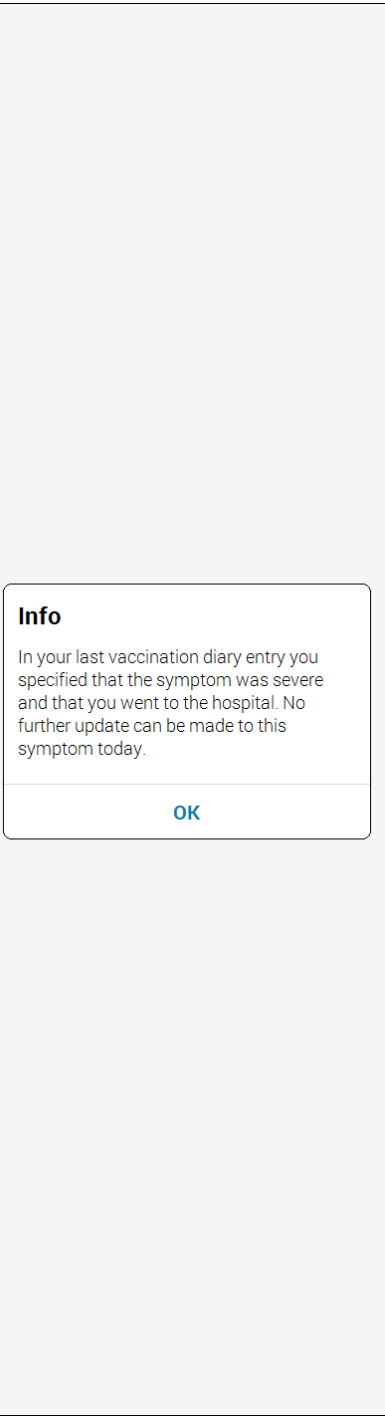 Info
In your last vaccination diary entry you
specified that the symptom was severe
and that you went to the hospital. No
further update can be made to this
symptom today.
OK